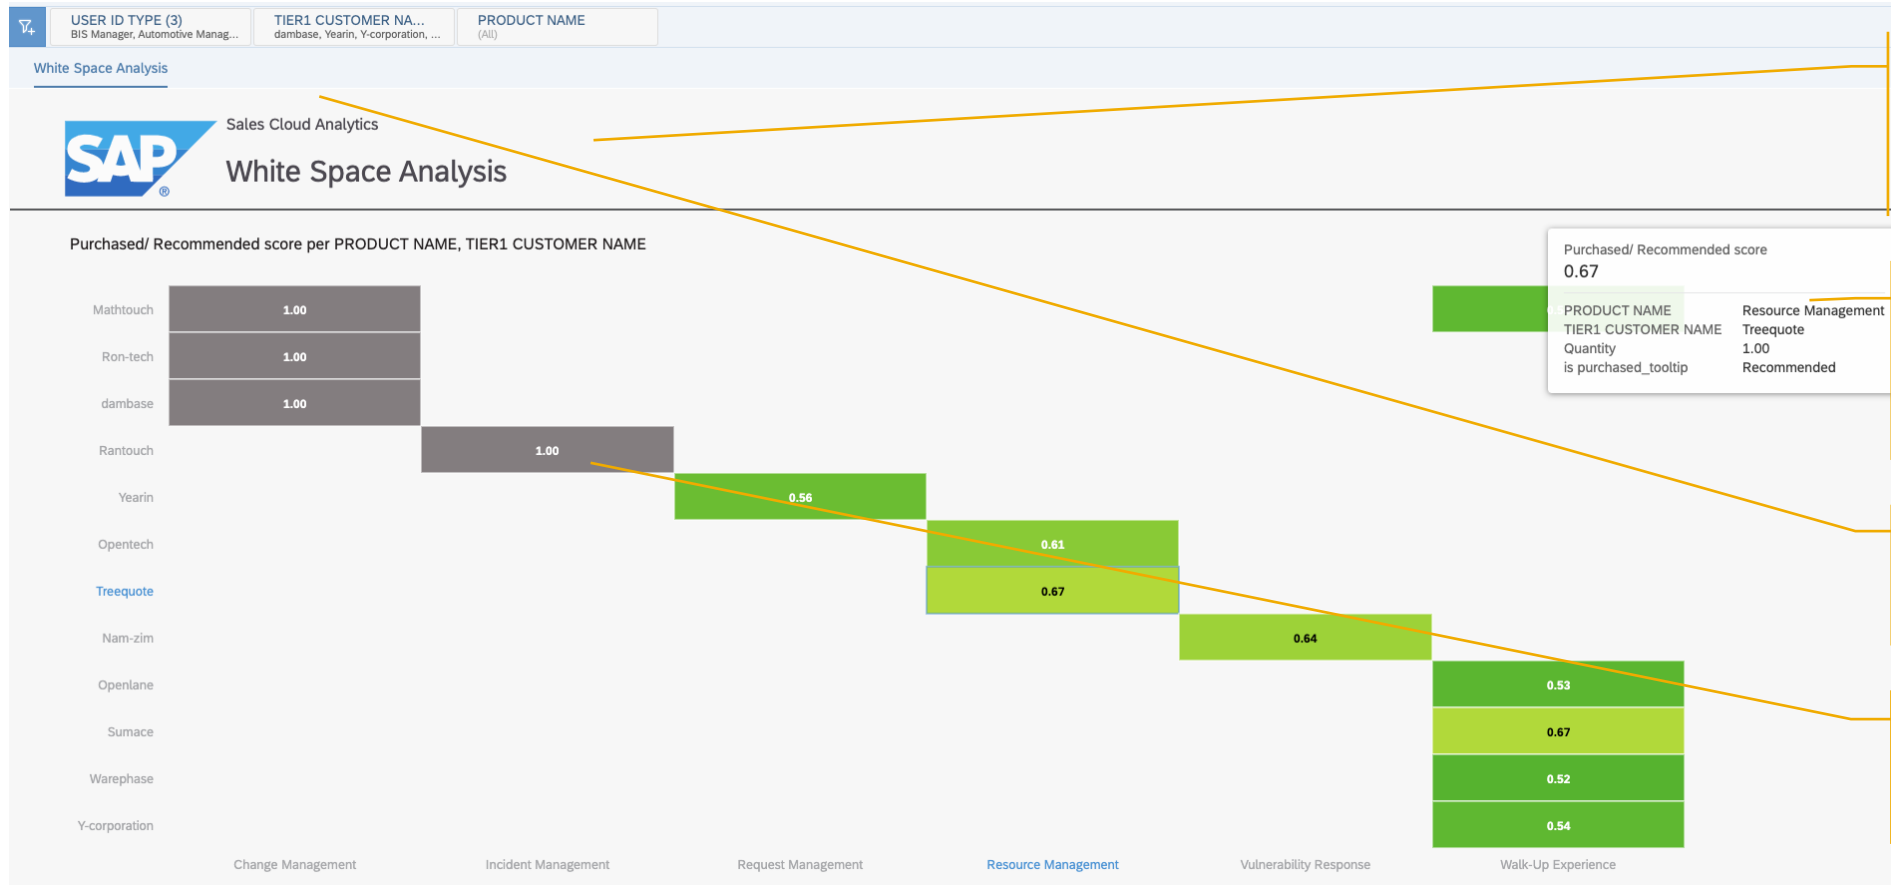 USER ID TYPE (3)
BIS Manager, Automotive Manag...
TIER1 CUSTOMER NA...
dambase, Yearin, Y-corporation, ...
PRODUCT NAME
(All)
White Space Analysis
SAP®
Sales Cloud Analytics
White Space Analysis
Purchased/ Recommended score per PRODUCT NAME, TIER1 CUSTOMER NAME
Purchased/ Recommended score
0.67
PRODUCT NAME Resource Management
TIER1 CUSTOMER NAME Treequote
Quantity 1.00
is purchased_tooltip Recommended
Mathtouch 1.00
Ron-tech 1.00
dambase 1.00
Rantouch 1.00
Yearin 0.56
Opentech 0.61
Treequote 0.67
Nam-zim 0.64
Openlane 0.53
Sumace 0.67
Warephase 0.52
Y-corporation 0.54
Change Management Incident Management Request Management Resource Management Vulnerability Response Walk-Up Experience